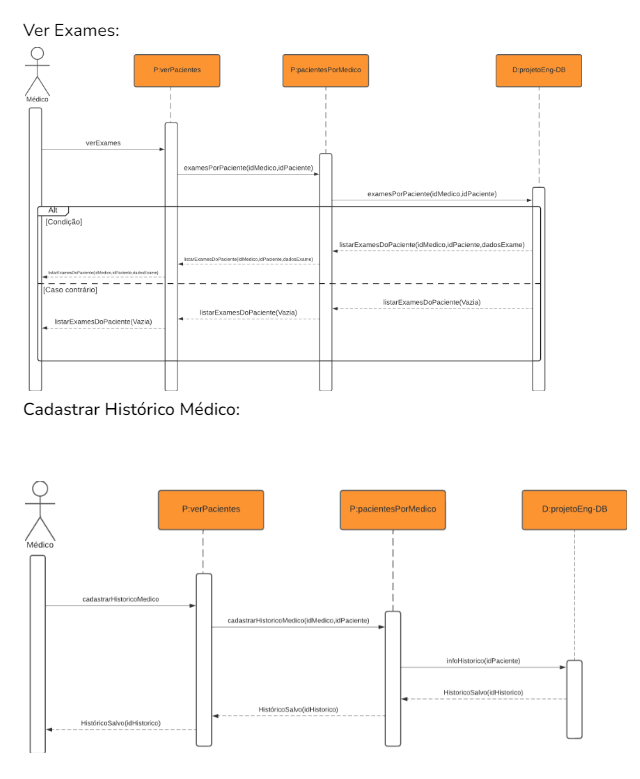 Ver Exames:
P:verPacientes
P:pacientesPorMedico
D:projetoEng-DB
Médico
verExames
examesPorPaciente(idMedico,idPaciente)
examesPorPaciente(idMedico,idPaciente)
Alt
[Condição]
listarExamesDoPaciente(idMedico,idPaciente,dadosExame)
listarExamesDoPaciente(idMedico,idPaciente,dadosExame)
listarExamesDoPaciente(idMedico,idPaciente,dadosExame)
[Caso contrário]
listarExamesDoPaciente(Vazia)
listarExamesDoPaciente(Vazia)
listarExamesDoPaciente(Vazia)
Cadastrar Histórico Médico:
P:verPacientes
P:pacientesPorMedico
D:projetoEng-DB
Médico
cadastrarHistoricoMedico
cadastrarHistoricoMedico(idMedico,idPaciente)
infoHistorico(idPaciente)
HistoricoSalvo(idHistorico)
HistóricoSalvo(idHistorico)
HistóricoSalvo(idHistorico)